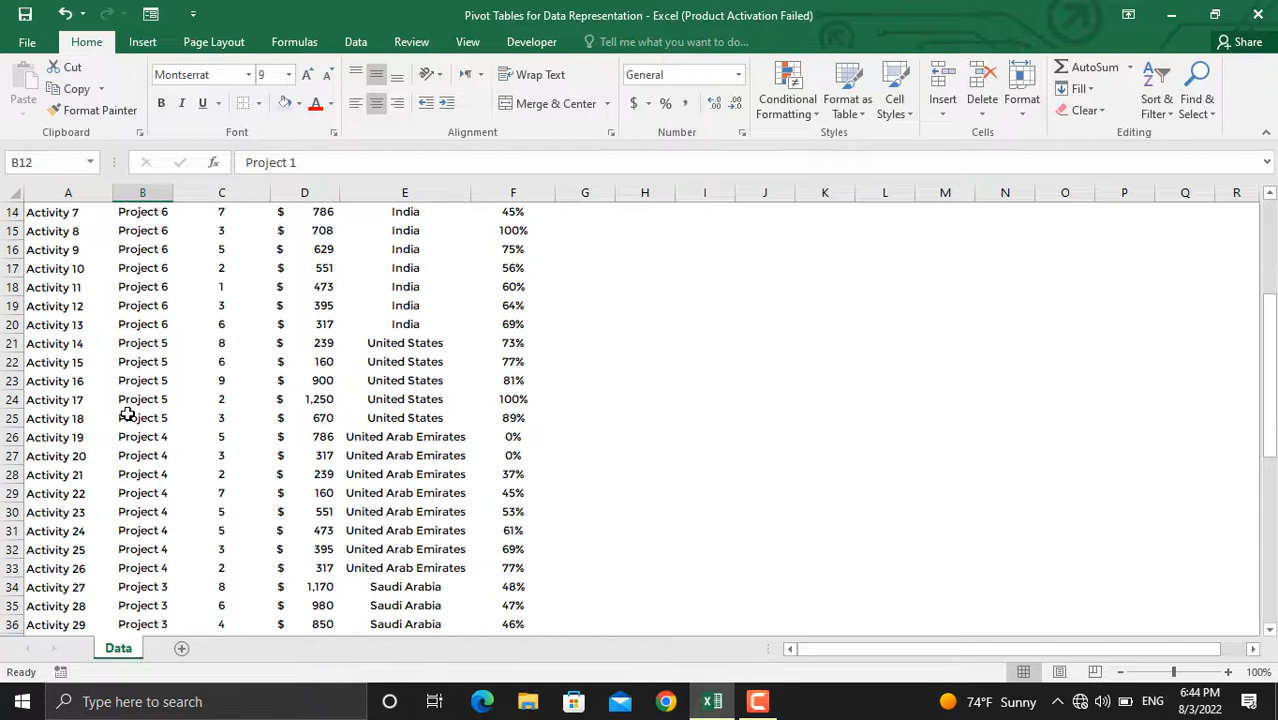 Pivot Tables for Data Representation - Excel (Product Activation Failed)
File Home Insert Page Layout Formulas Data Review View Developer Tell me what you want to do... Share
Paste Cut Copy Format Painter Clipboard
Montserrat 9 A A B I U A Font
Wrap Text Merge & Center Alignment
General $ % , Number
Conditional Formatting Format as Table Cell Styles Styles
Insert Delete Format Cells
AutoSum Fill Clear Sort & Filter Find & Select Editing
B12 fx Project 1
A B C D E F G H I J K L M N O P Q R
14 Activity 7 Project 6 7 $ 786 India 45%
15 Activity 8 Project 6 3 $ 708 India 100%
16 Activity 9 Project 6 5 $ 629 India 75%
17 Activity 10 Project 6 2 $ 551 India 56%
18 Activity 11 Project 6 1 $ 473 India 60%
19 Activity 12 Project 6 3 $ 395 India 64%
20 Activity 13 Project 6 6 $ 317 India 69%
21 Activity 14 Project 5 8 $ 239 United States 73%
22 Activity 15 Project 5 6 $ 160 United States 77%
23 Activity 16 Project 5 9 $ 900 United States 81%
24 Activity 17 Project 5 2 $ 1,250 United States 100%
25 Activity 18 Project 5 3 $ 670 United States 89%
26 Activity 19 Project 4 5 $ 786 United Arab Emirates 0%
27 Activity 20 Project 4 3 $ 317 United Arab Emirates 0%
28 Activity 21 Project 4 2 $ 239 United Arab Emirates 37%
29 Activity 22 Project 4 7 $ 160 United Arab Emirates 45%
30 Activity 23 Project 4 5 $ 551 United Arab Emirates 53%
31 Activity 24 Project 4 5 $ 473 United Arab Emirates 61%
32 Activity 25 Project 4 3 $ 395 United Arab Emirates 69%
33 Activity 26 Project 4 2 $ 317 United Arab Emirates 77%
34 Activity 27 Project 3 8 $ 1,170 Saudi Arabia 48%
35 Activity 28 Project 3 6 $ 980 Saudi Arabia 47%
36 Activity 29 Project 3 4 $ 850 Saudi Arabia 46%
Data
Ready 100%
Type here to search 74°F Sunny ENG 6:44 PM
8/3/2022